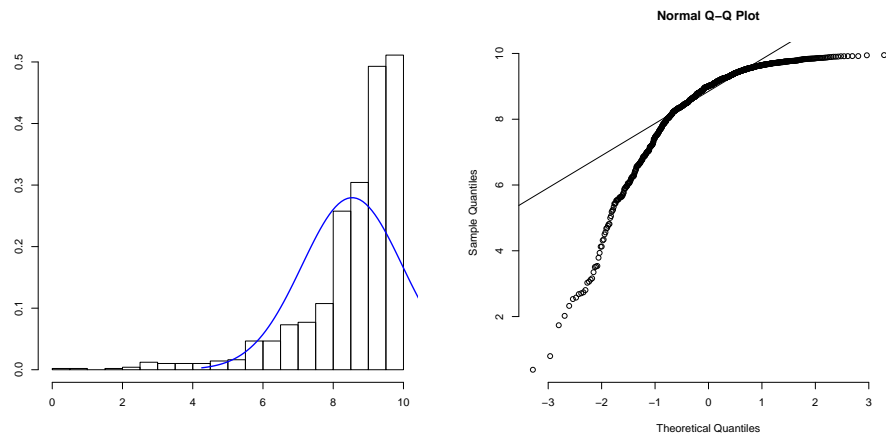 0.0 0.1 0.2 0.3 0.4 0.5
0 2 4 6 8 10
Normal Q−Q Plot
Sample Quantiles
2 4 6 8 10
−3 −2 −1 0 1 2 3
Theoretical Quantiles